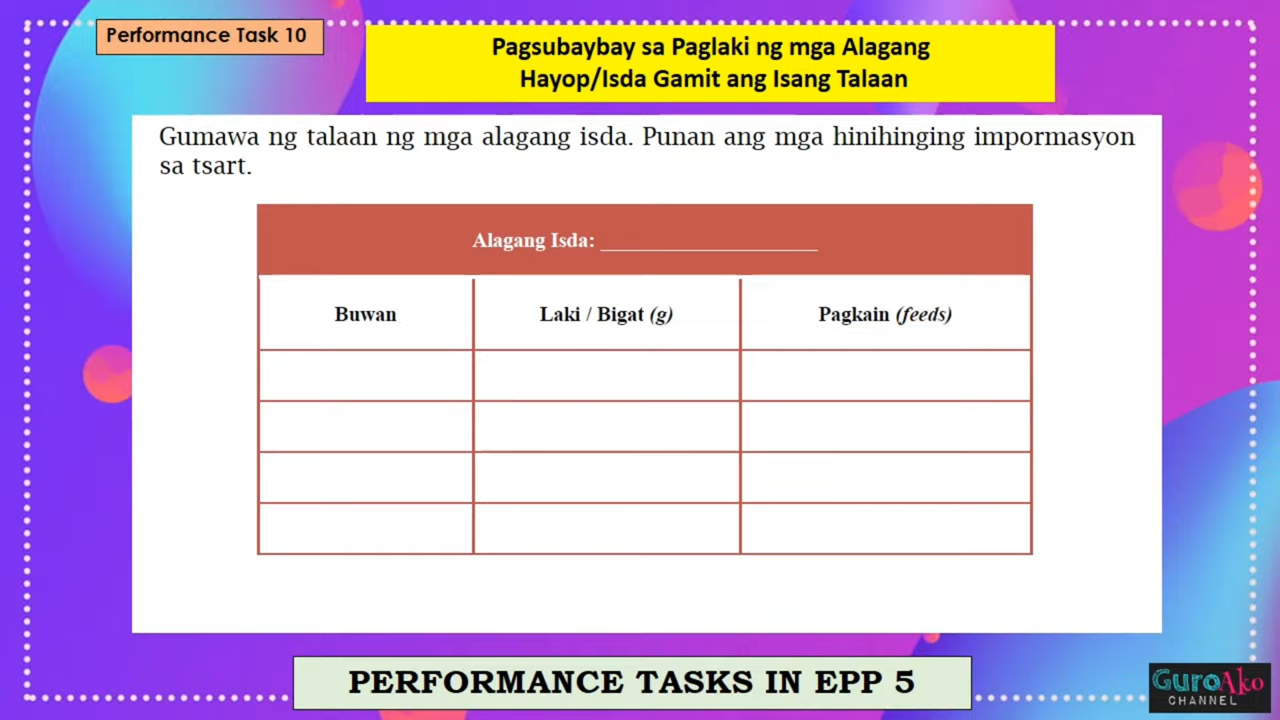 Performance Task 10
Pagsubaybay sa Paglaki ng mga Alagang
Hayop/Isda Gamit ang Isang Talaan
Gumawa ng talaan ng mga alagang isda. Punan ang mga hinihinging impormasyon
sa tsart.
Alagang Isda: ____________________
Buwan
Laki / Bigat (g)
Pagkain (feeds)
PERFORMANCE TASKS IN EPP 5
GuroAko
CHANNEL